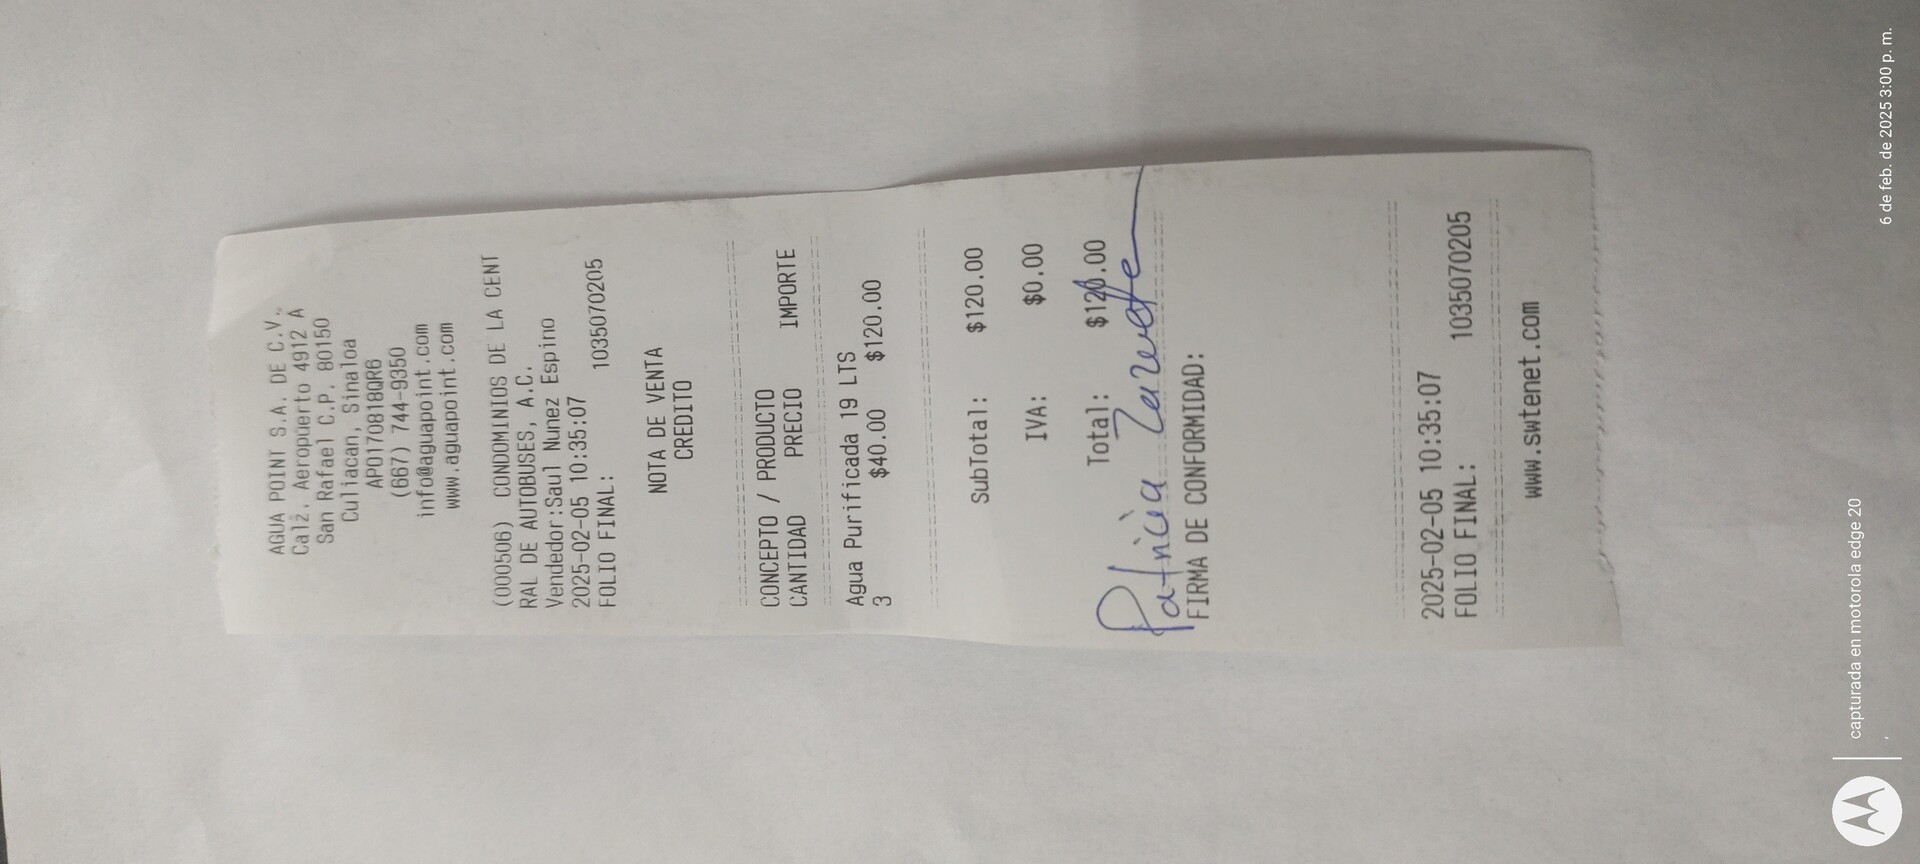 AGUA POINT S.A. DE C.V.,
Calz. Aeropuerto 4912 A
San Rafael C.P. 80150
Culiacan, Sinaloa
APO170818QR6
(667) 744-9350
info@aguapoint.com
www.aguapoint.com
(000506) CONDOMINIOS DE LA CENT
RAL DE AUTOBUSES, A.C.
Vendedor:Saul Nunez Espino
2025-02-05 10:35:07
FOLIO FINAL: 1035070205
NOTA DE VENTA
CREDITO
CONCEPTO / PRODUCTO
CANTIDAD PRECIO IMPORTE
Agua Purificada 19 LTS
3 $40.00 $120.00
SubTotal: $120.00
IVA: $0.00
Total: $120.00
Patricia
FIRMA DE CONFORMIDAD:
2025-02-05 10:35:07
FOLIO FINAL: 1035070205
www.swtenet.com
capturada en motorola edge 20
,
6 de feb. de 2025 3:00 p. m.